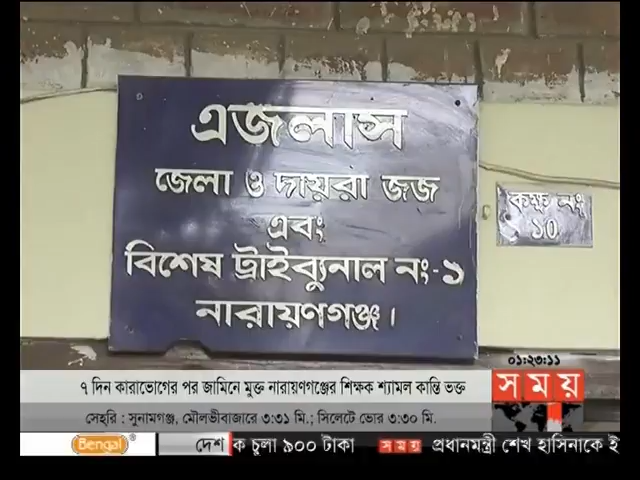 এজলাস
জেলা ও দায়রা জজ
এবং
বিশেষ ট্রাইব্যুনাল নং-১
নারায়ণগঞ্জ।
কক্ষ নং
১০
০১:২৩:১১
সময়
৭ দিন কারাভোগের পর জামিনে মুক্ত নারায়ণগঞ্জের শিক্ষক শ্যামল কান্তি ভক্ত
সেহ্‌রি : সুনামগঞ্জ, মৌলভীবাজারে ৩:৩১ মি.; সিলেটে ভোর ৩:৩০ মি.
Bengal দেশ ক চুলা ৯০০ টাকা সময় প্রধানমন্ত্রী শেখ হাসিনাকে ই